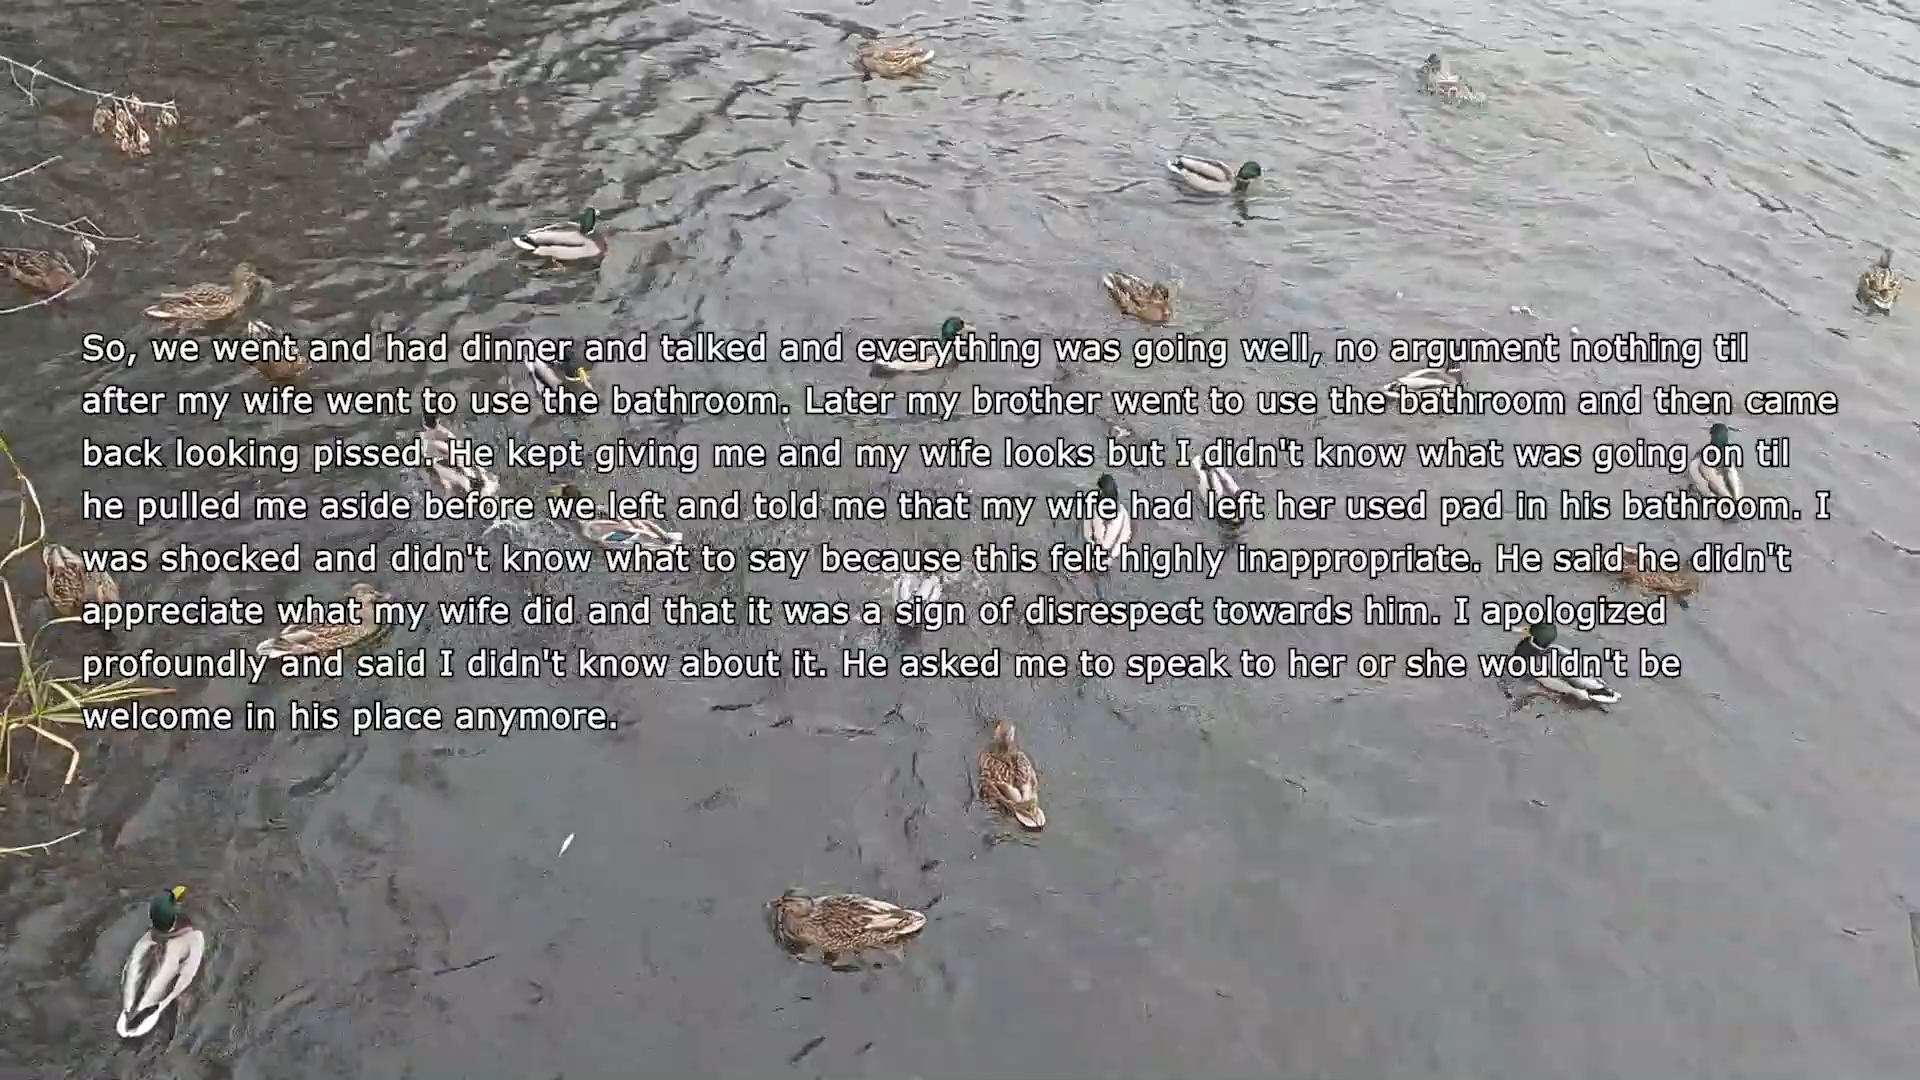 So, we went and had dinner and talked and everything was going well, no argument nothing til
after my wife went to use the bathroom. Later my brother went to use the bathroom and then came
back looking pissed. He kept giving me and my wife looks but I didn't know what was going on til
he pulled me aside before we left and told me that my wife had left her used pad in his bathroom. I
was shocked and didn't know what to say because this felt highly inappropriate. He said he didn't
appreciate what my wife did and that it was a sign of disrespect towards him. I apologized
profoundly and said I didn't know about it. He asked me to speak to her or she wouldn't be
welcome in his place anymore.